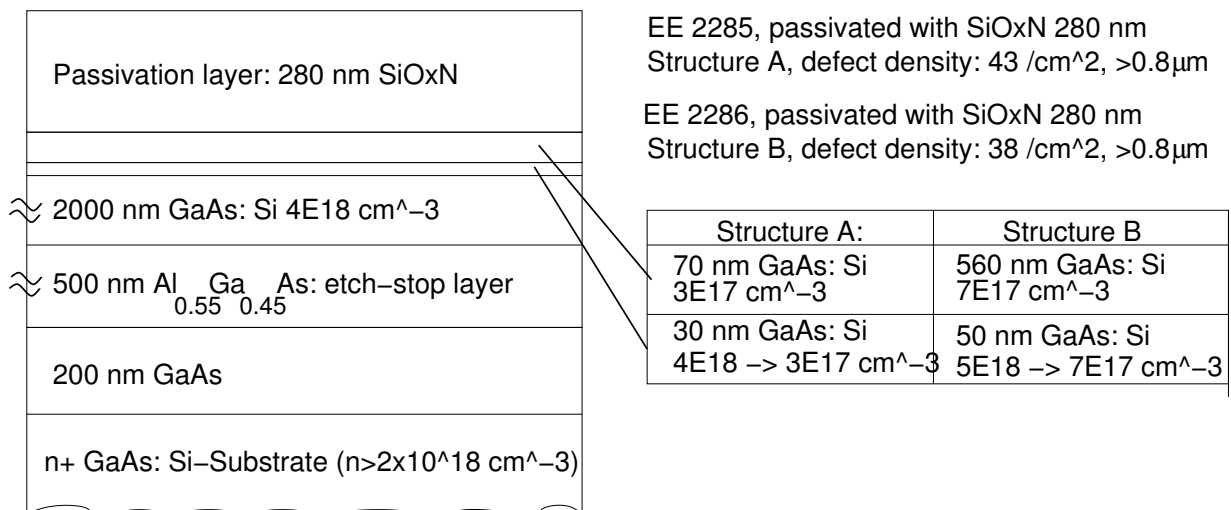 Passivation layer: 280 nm SiOxN
2000 nm GaAs: Si 4E18 cm^−3
500 nm Al0.55Ga0.45As: etch−stop layer
200 nm GaAs
n+ GaAs: Si−Substrate (n>2x10^18 cm^−3)
EE 2285, passivated with SiOxN 280 nm
Structure A, defect density: 43 /cm^2, >0.8μm
EE 2286, passivated with SiOxN 280 nm
Structure B, defect density: 38 /cm^2, >0.8μm
Structure A: Structure B
70 nm GaAs: Si 560 nm GaAs: Si
3E17 cm^−3 7E17 cm^−3
30 nm GaAs: Si 50 nm GaAs: Si
4E18 −> 3E17 cm^−3 5E18 −> 7E17 cm^−3